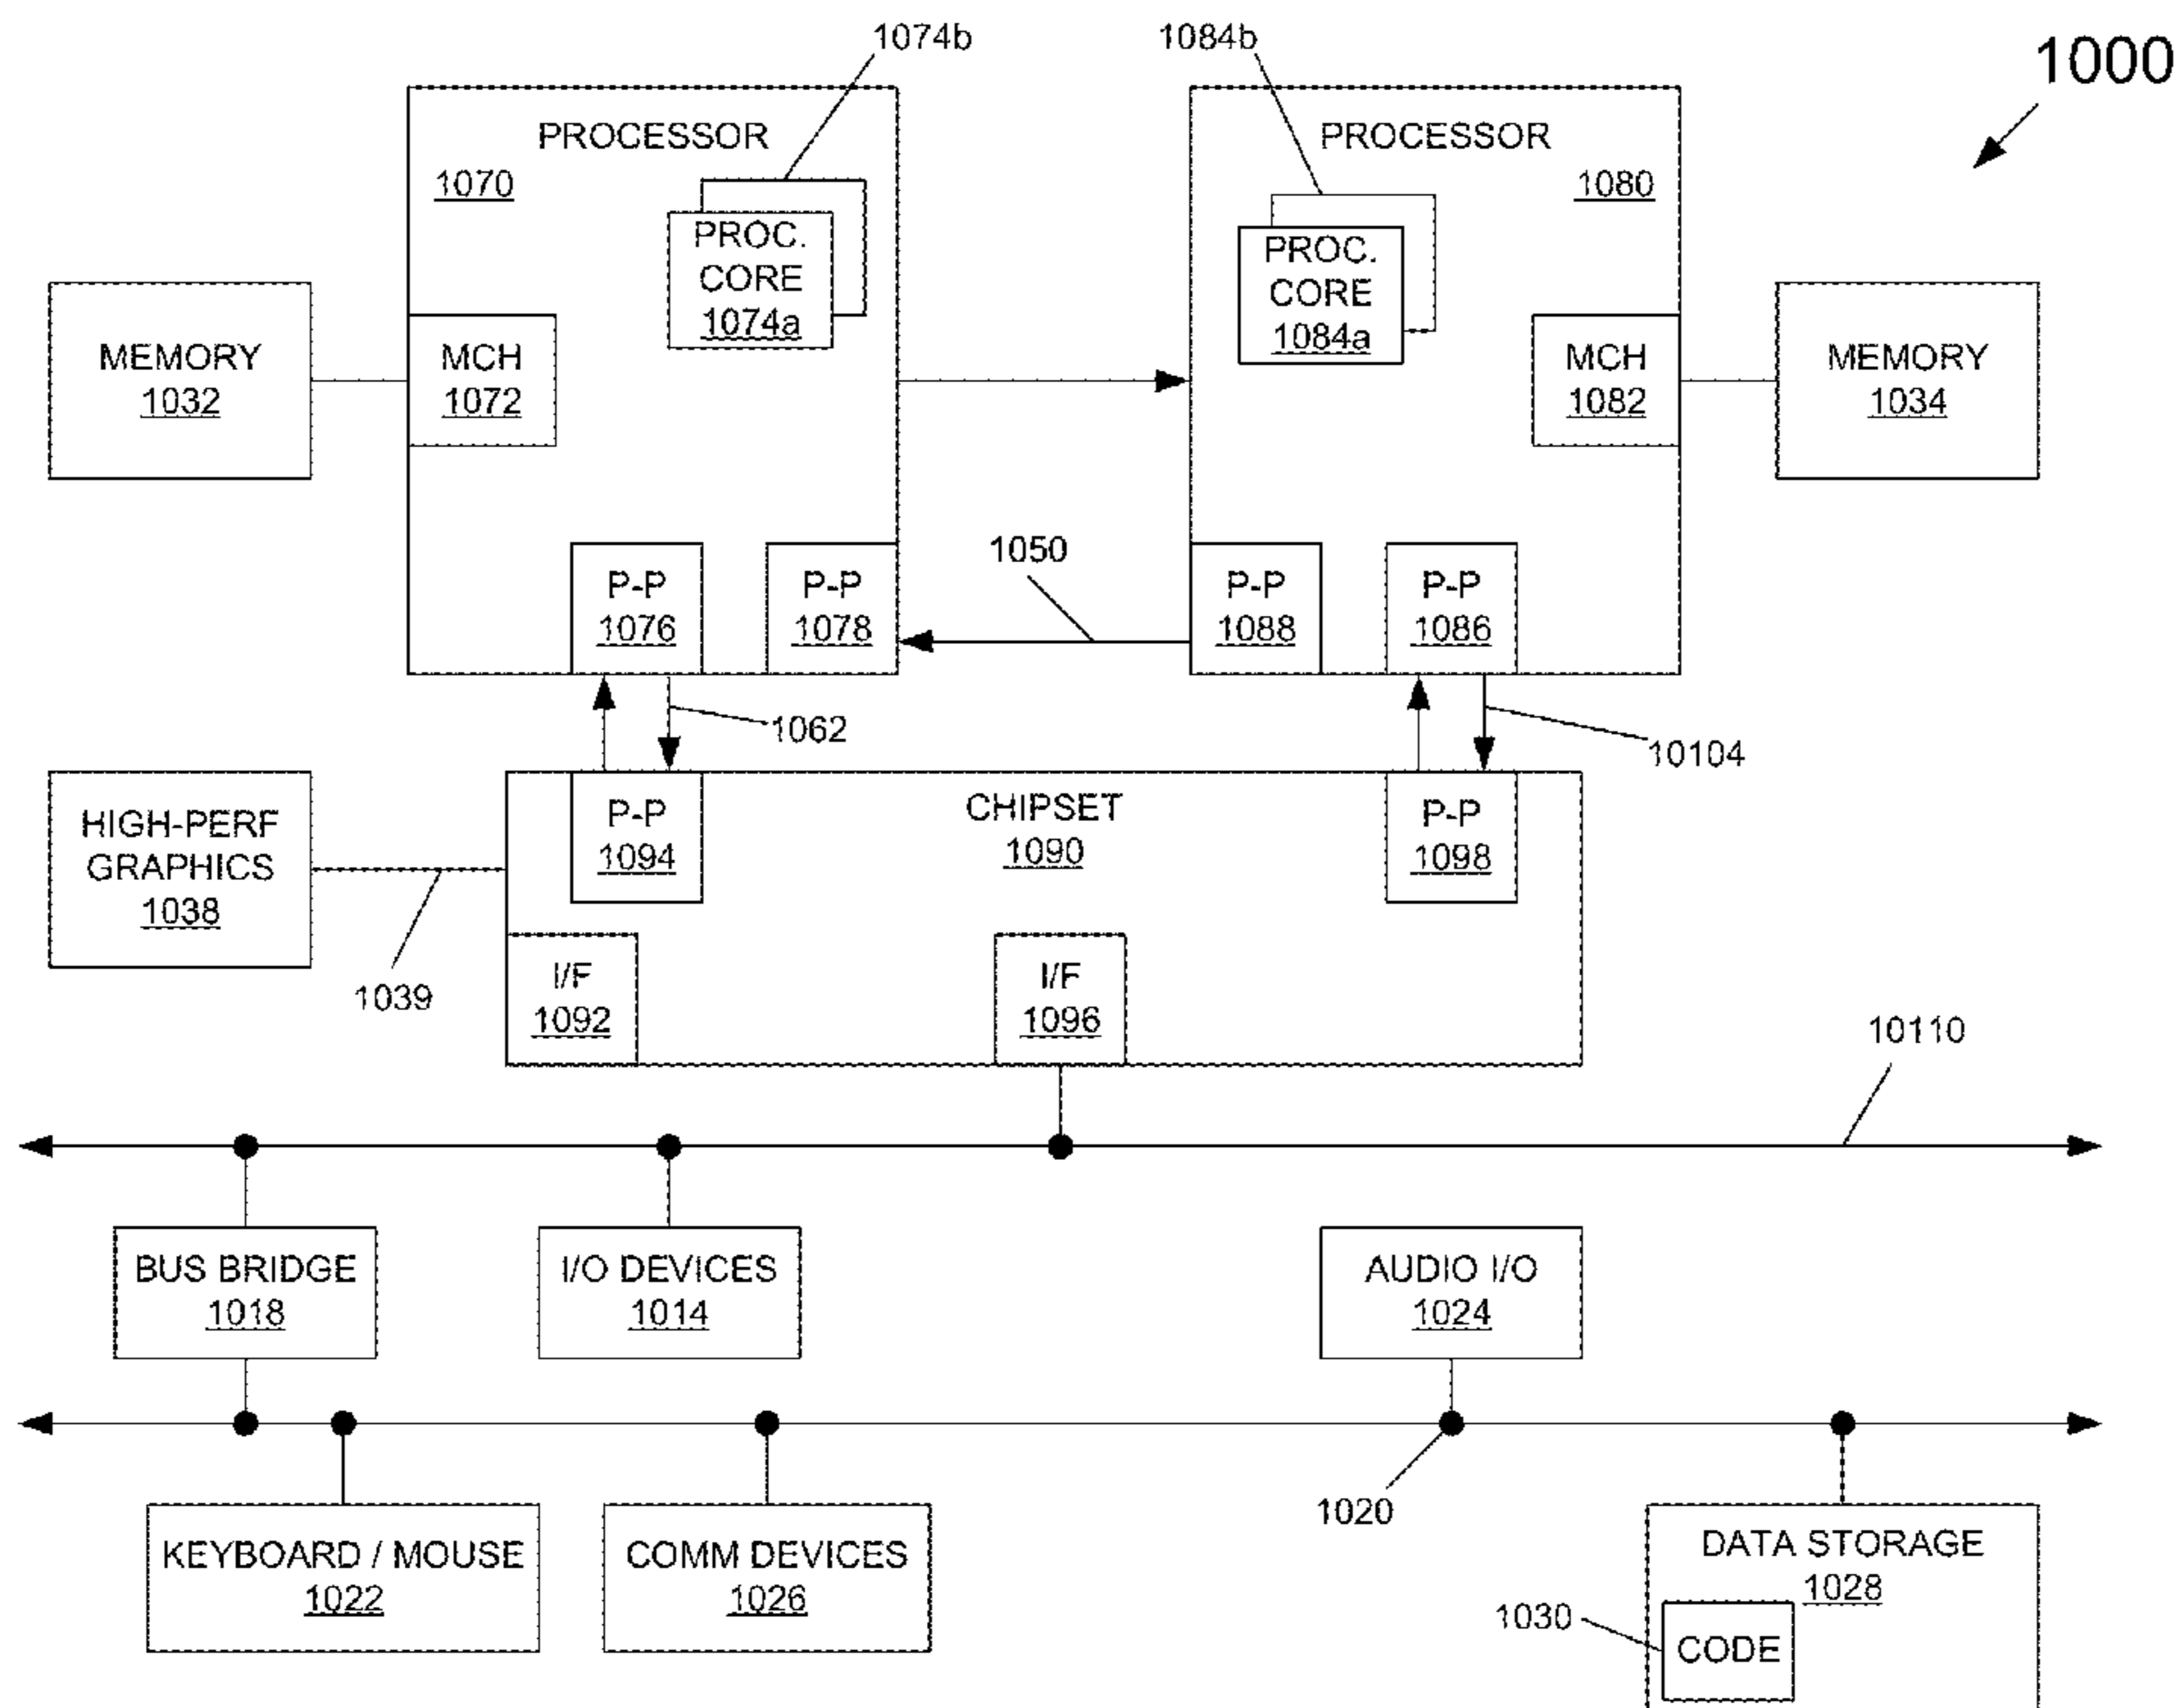 1074b
1084b
1000
PROCESSOR
1070
PROC.
CORE
1074a
PROCESSOR
1080
PROC.
CORE
1084a
MEMORY
1032
MCH
1072
MCH
1082
MEMORY
1034
P-P
1076
P-P
1078
1050
P-P
1088
P-P
1086
1062
10104
HIGH-PERF
GRAPHICS
1038
1039
P-P
1094
CHIPSET
1090
P-P
1098
I/F
1092
I/F
1096
10110
BUS BRIDGE
1018
I/O DEVICES
1014
AUDIO I/O
1024
1020
KEYBOARD / MOUSE
1022
COMM DEVICES
1026
DATA STORAGE
1028
1030
CODE